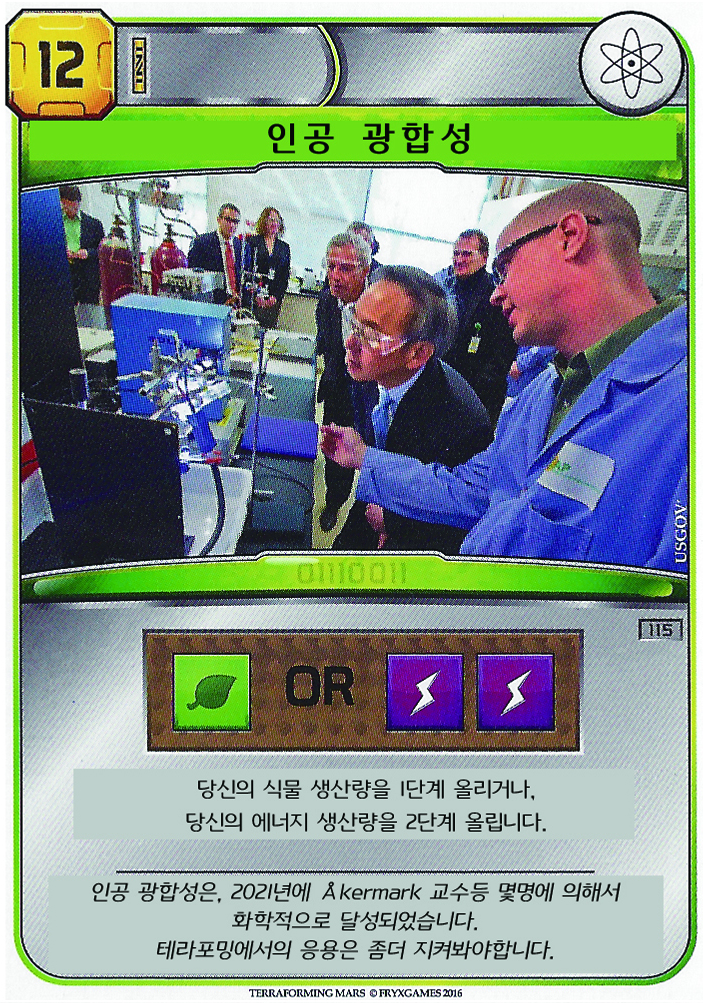 12
INIT
인공 광합성
USGOV'
01110011
115
OR
당신의 식물 생산량을 1단계 올리거나,
당신의 에너지 생산량을 2단계 올립니다.
인공 광합성은, 2021년에 Åkermark 교수등 몇명에 의해서
화학적으로 달성되었습니다.
테라포밍에서의 응용은 좀더 지켜봐야합니다.
TERRAFORMING MARS © FRYXGAMES 2016